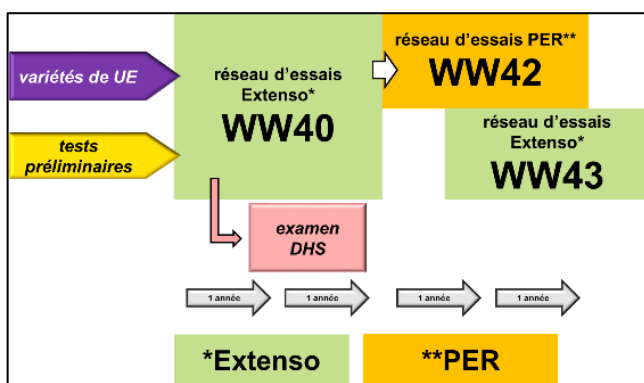 variétés de UE
tests
préliminaires
réseau d'essais
Extenso*
WW40
réseau d'essais PER**
WW42
réseau d'essais
Extenso*
WW43
examen
DHS
1 année
1 année
1 année
1 année
*Extenso
**PER